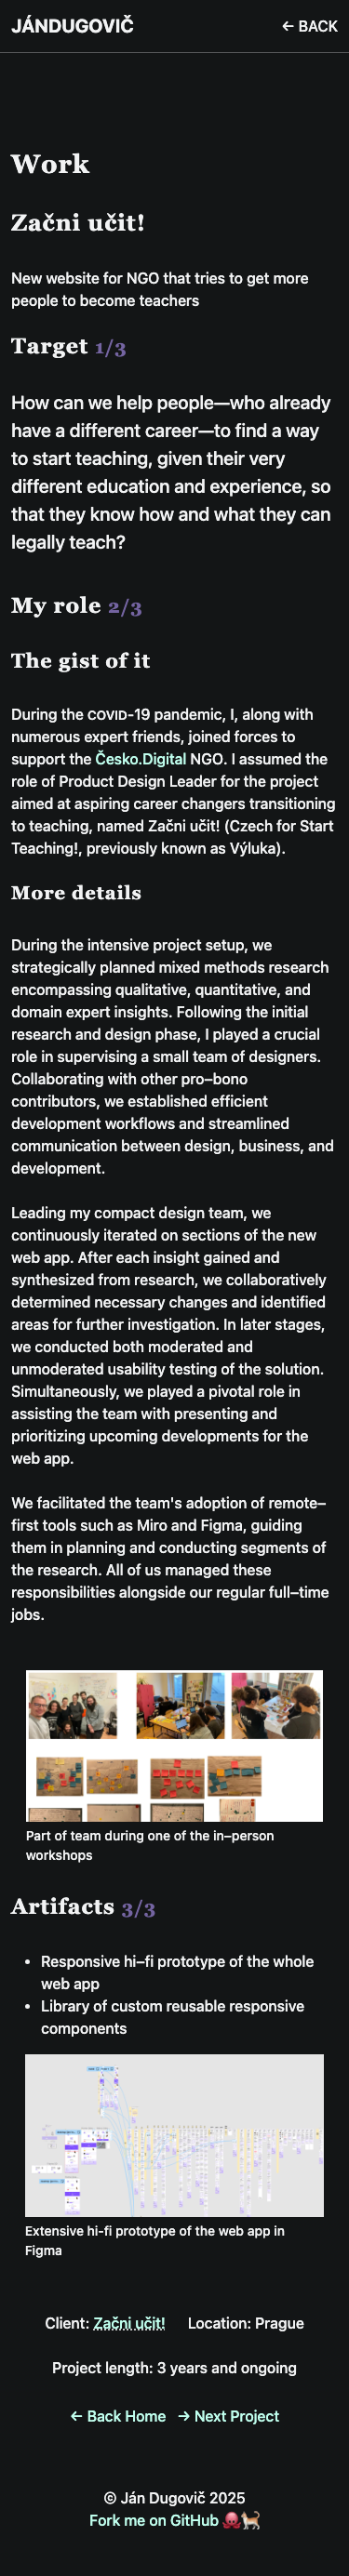 JÁNDUGOVIČ
← BACK
Work
Začni učit!
New website for NGO that tries to get more
people to become teachers
Target 1/3
How can we help people—who already
have a different career—to find a way
to start teaching, given their very
different education and experience, so
that they know how and what they can
legally teach?
My role 2/3
The gist of it
During the COVID-19 pandemic, I, along with
numerous expert friends, joined forces to
support the Česko.Digital NGO. I assumed the
role of Product Design Leader for the project
aimed at aspiring career changers transitioning
to teaching, named Začni učit! (Czech for Start
Teaching!, previously known as Výluka).
More details
During the intensive project setup, we
strategically planned mixed methods research
encompassing qualitative, quantitative, and
domain expert insights. Following the initial
research and design phase, I played a crucial
role in supervising a small team of designers.
Collaborating with other pro–bono
contributors, we established efficient
development workflows and streamlined
communication between design, business, and
development.
Leading my compact design team, we
continuously iterated on sections of the new
web app. After each insight gained and
synthesized from research, we collaboratively
determined necessary changes and identified
areas for further investigation. In later stages,
we conducted both moderated and
unmoderated usability testing of the solution.
Simultaneously, we played a pivotal role in
assisting the team with presenting and
prioritizing upcoming developments for the
web app.
We facilitated the team's adoption of remote–
first tools such as Miro and Figma, guiding
them in planning and conducting segments of
the research. All of us managed these
responsibilities alongside our regular full–time
jobs.
Part of team during one of the in–person
workshops
Artifacts 3/3
• Responsive hi–fi prototype of the whole
web app
• Library of custom reusable responsive
components
Extensive hi-fi prototype of the web app in
Figma
Client: Začni učit! Location: Prague
Project length: 3 years and ongoing
← Back Home → Next Project
© Ján Dugovič 2025
Fork me on GitHub 🐙🐈